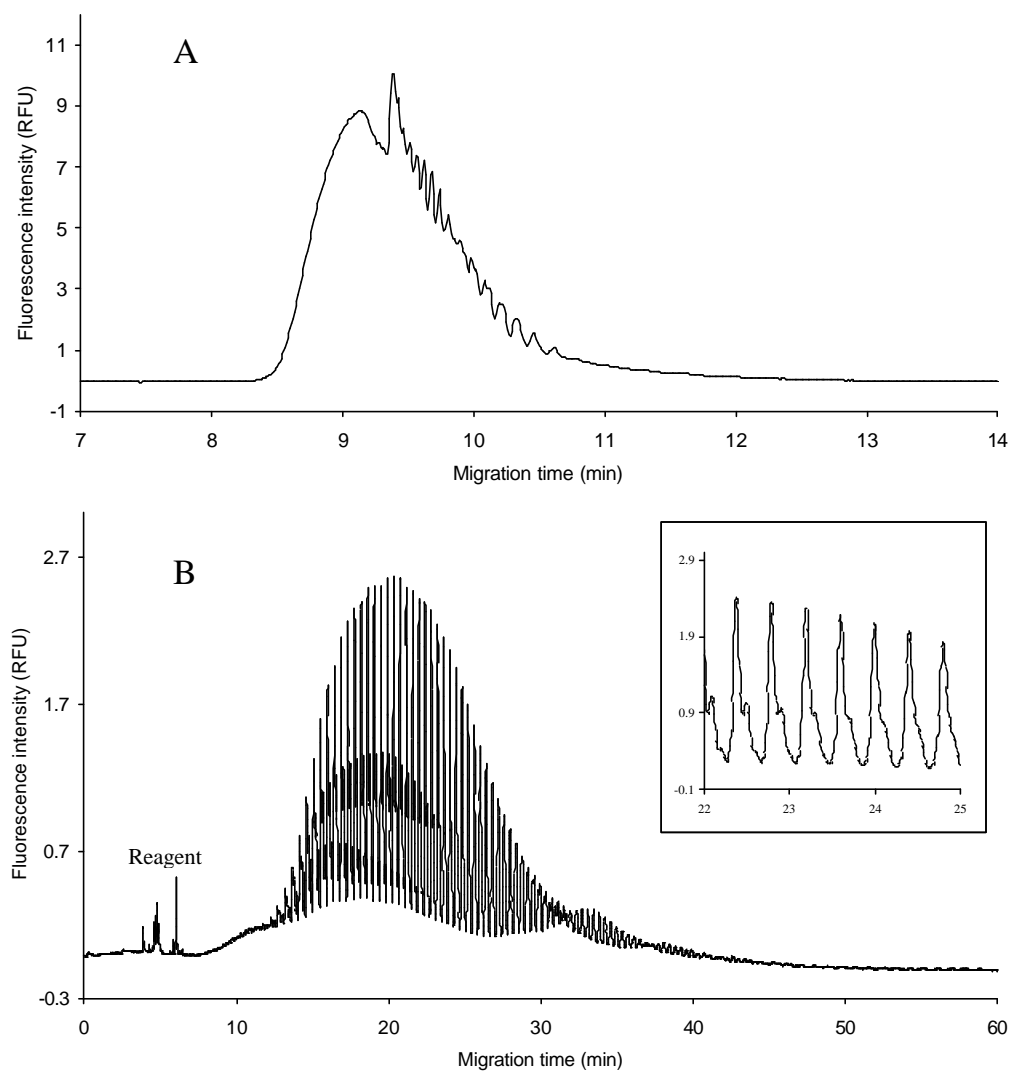 A
Fluorescence intensity (RFU)
11
9
7
5
3
1
-1
7 8 9 10 11 12 13 14
Migration time (min)
B
Fluorescence intensity (RFU)
2.7
1.7
0.7
-0.3
Reagent
0 10 20 30 40 50 60
Migration time (min)
2.9
1.9
0.9
-0.1
22 23 24 25